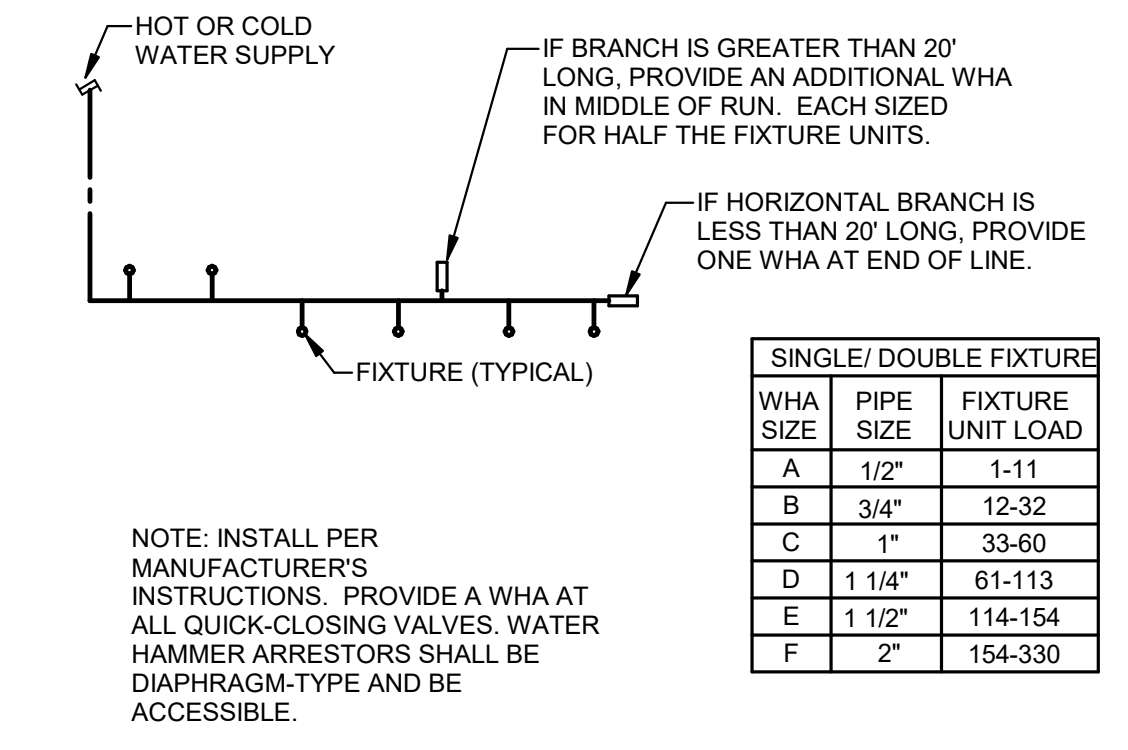 HOT OR COLD
WATER SUPPLY
IF BRANCH IS GREATER THAN 20'
LONG, PROVIDE AN ADDITIONAL WHA
IN MIDDLE OF RUN.  EACH SIZED
FOR HALF THE FIXTURE UNITS.
IF HORIZONTAL BRANCH IS
LESS THAN 20' LONG, PROVIDE
ONE WHA AT END OF LINE.
FIXTURE (TYPICAL)
SINGLE/ DOUBLE FIXTURE
WHA SIZE PIPE SIZE FIXTURE UNIT LOAD
A 1/2" 1-11
B 3/4" 12-32
C 1" 33-60
D 1 1/4" 61-113
E 1 1/2" 114-154
F 2" 154-330
NOTE: INSTALL PER
MANUFACTURER'S
INSTRUCTIONS.  PROVIDE A WHA AT
ALL QUICK-CLOSING VALVES. WATER
HAMMER ARRESTORS SHALL BE
DIAPHRAGM-TYPE AND BE
ACCESSIBLE.